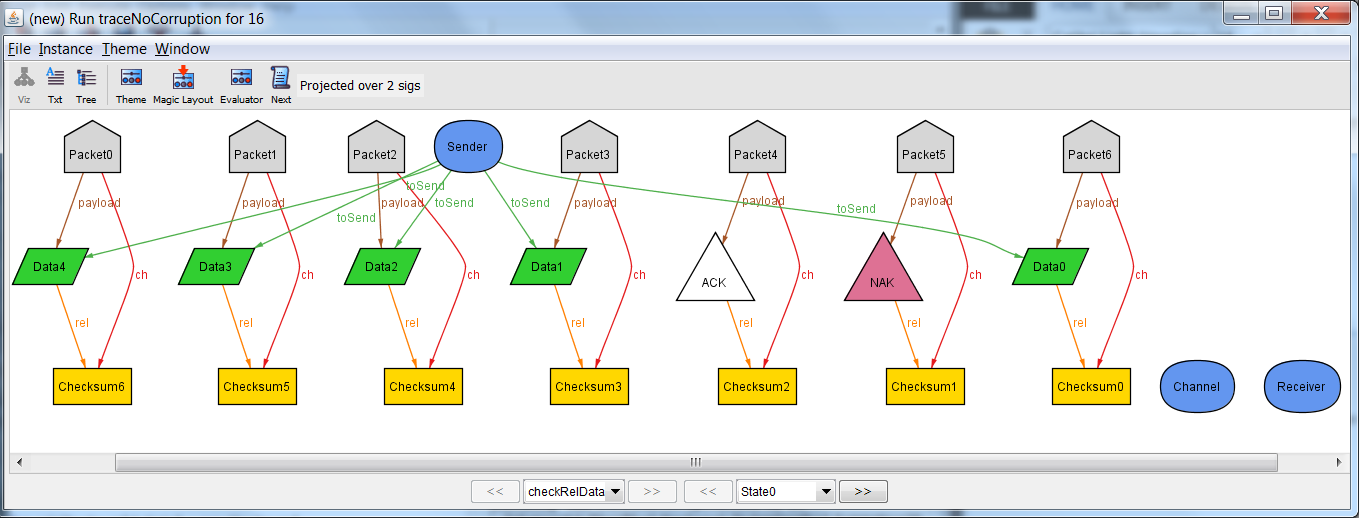 (new) Run traceNoCorruption for 16
File Instance Theme Window
Viz Txt Tree Theme Magic Layout Evaluator Next Projected over 2 sigs
Packet0 Packet1 Packet2 Sender Packet3 Packet4 Packet5 Packet6
toSend
payload payload payload toSend toSend payload payload payload toSend payload
toSend
Data4 Data3 Data2 Data1 ACK NAK Data0
ch ch ch ch ch ch ch
rel rel rel rel rel rel rel
Checksum6 Checksum5 Checksum4 Checksum3 Checksum2 Checksum1 Checksum0 Channel Receiver
<< checkRelData >> << State0 >>